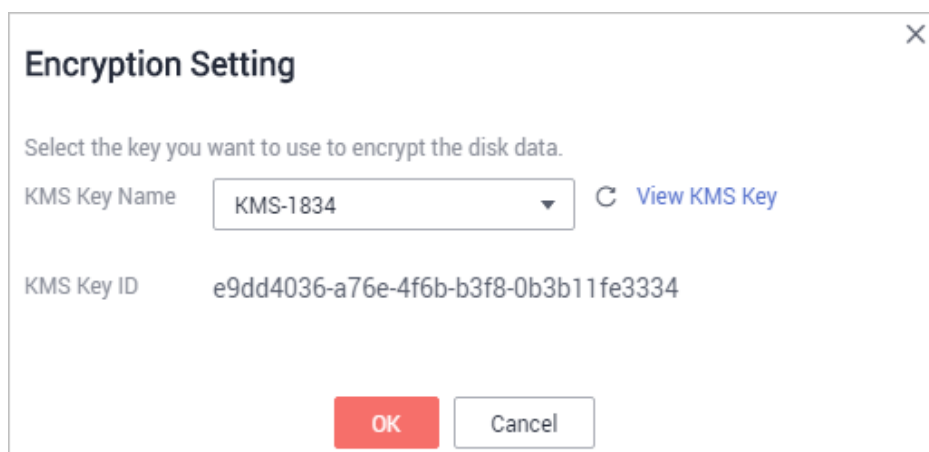 Encryption Setting
Select the key you want to use to encrypt the disk data.
KMS Key Name KMS-1834 View KMS Key
KMS Key ID e9dd4036-a76e-4f6b-b3f8-0b3b11fe3334
OK Cancel